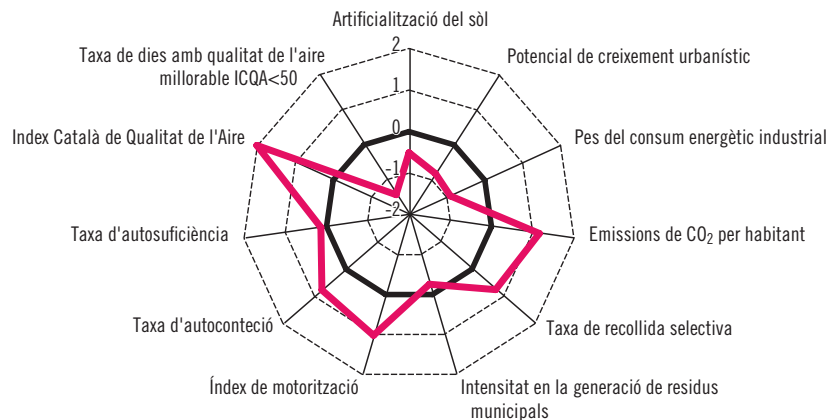 Artificialització del sòl
Potencial de creixement urbanístic
Pes del consum energètic industrial
Emissions de CO₂ per habitant
Taxa de recollida selectiva
Intensitat en la generació de residus
municipals
Índex de motorització
Taxa d'autoconteció
Taxa d'autosuficiència
Index Català de Qualitat de l'Aire
Taxa de dies amb qualitat de l'aire
millorable ICQA<50
2
1
0
-1
-2